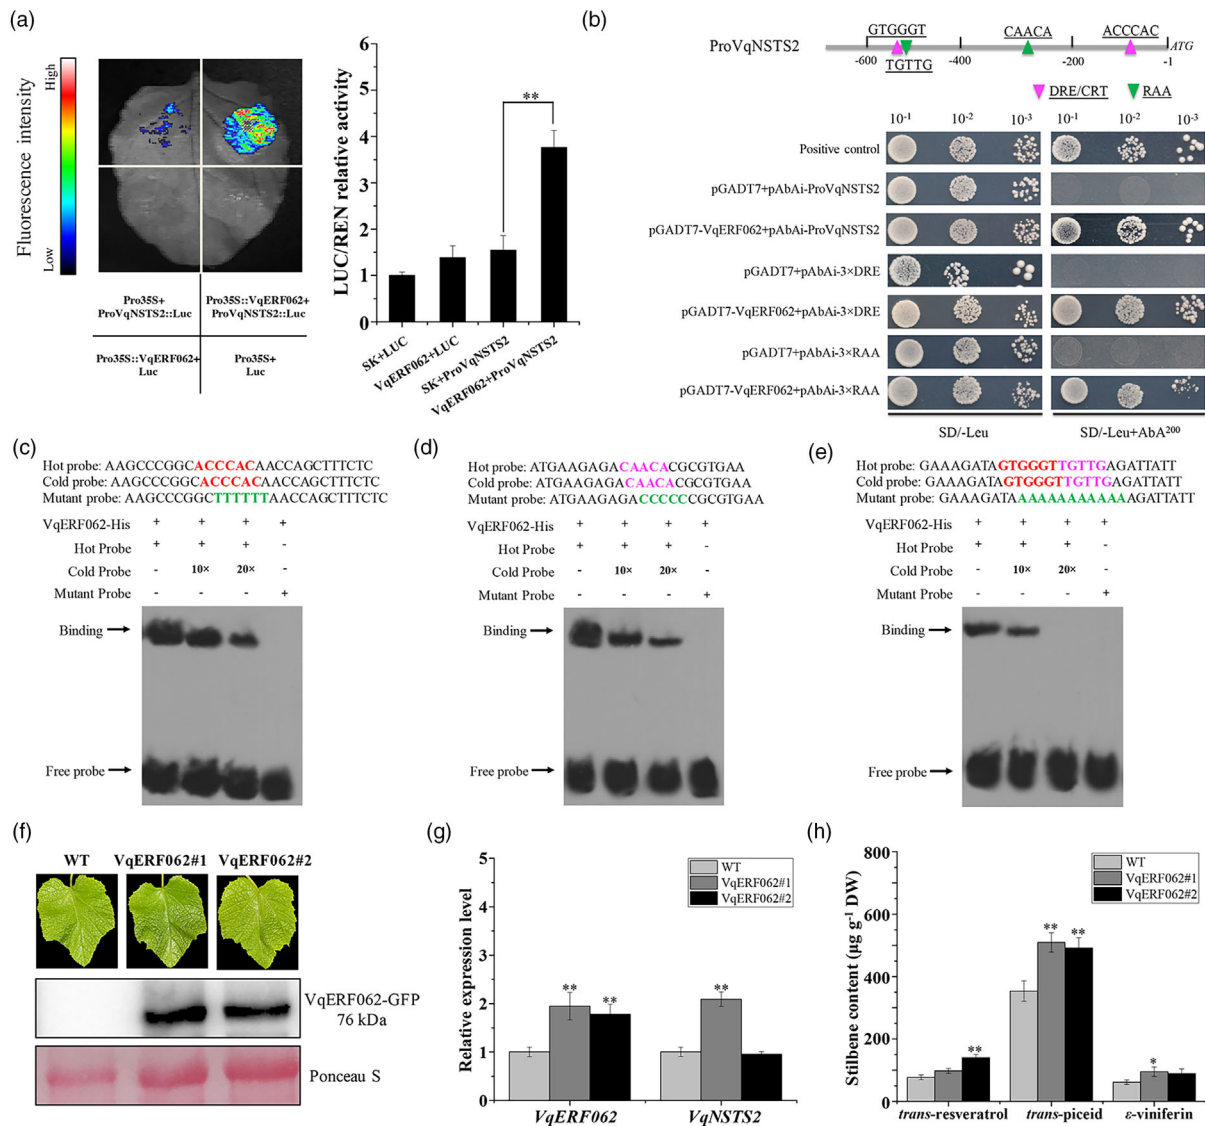 (a)
High
Fluorescence intensity
Low
Pro35S+
ProVqNSTS2::Luc
Pro35S::VqERF062+
ProVqNSTS2::Luc
Pro35S::VqERF062+
Luc
Pro35S+
Luc
LUC/REN relative activity
7
6
5
4
3
2
1
0
**
SK+LUC
VqERF062+LUC
SK+ProVqNSTS2
VqERF062+ProVqNSTS2
(b)
GTGGGT
CAACA
ACCCAC
ProVqNSTS2
ATG
TGTTG
-600
-400
-200
-1
DRE/CRT
RAA
10-1 10-2 10-3 10-1 10-2 10-3
Positive control
pGADT7+pAbAi-ProVqNSTS2
pGADT7-VqERF062+pAbAi-ProVqNSTS2
pGADT7+pAbAi-3×DRE
pGADT7-VqERF062+pAbAi-3×DRE
pGADT7+pAbAi-3×RAA
pGADT7-VqERF062+pAbAi-3×RAA
SD/-Leu
SD/-Leu+AbA200
(c)
Hot probe: AAGCCCGGCACCCACAACCAGCTTTCTC
Cold probe: AAGCCCGGCACCCACAACCAGCTTTCTC
Mutant probe: AAGCCCGGCTTTTTTAACCAGCTTTCTC
VqERF062-His + + + +
Hot Probe + + + -
Cold Probe - 10× 20× -
Mutant Probe - - - +
Binding
Free probe
(d)
Hot probe: ATGAAGAGACAACACGCGTGAA
Cold probe: ATGAAGAGACAACACGCGTGAA
Mutant probe: ATGAAGAGACCCCCCGCGTGAA
VqERF062-His + + + +
Hot Probe + + + -
Cold Probe - 10× 20× -
Mutant Probe - - - +
Binding
Free probe
(e)
Hot probe: GAAAGATAGTGGGTTGTTGAGATTATT
Cold probe: GAAAGATAGTGGGTTGTTGAGATTATT
Mutant probe: GAAAGATAAAAAAAAAAAAAGATTATT
VqERF062-His + + + +
Hot Probe + + + -
Cold Probe - 10× 20× -
Mutant Probe - - - +
Binding
Free probe
(f)
WT VqERF062#1 VqERF062#2
VqERF062-GFP
76 kDa
Ponceau S
(g)
Relative expression level
5
4
3
2
1
0
WT
VqERF062#1
VqERF062#2
** ** **
VqERF062 VqNSTS2
(h)
Stilbene content (μg g-1 DW)
800
600
400
200
0
WT
VqERF062#1
VqERF062#2
** ** ** *
trans-resveratrol trans-piceid ε-viniferin